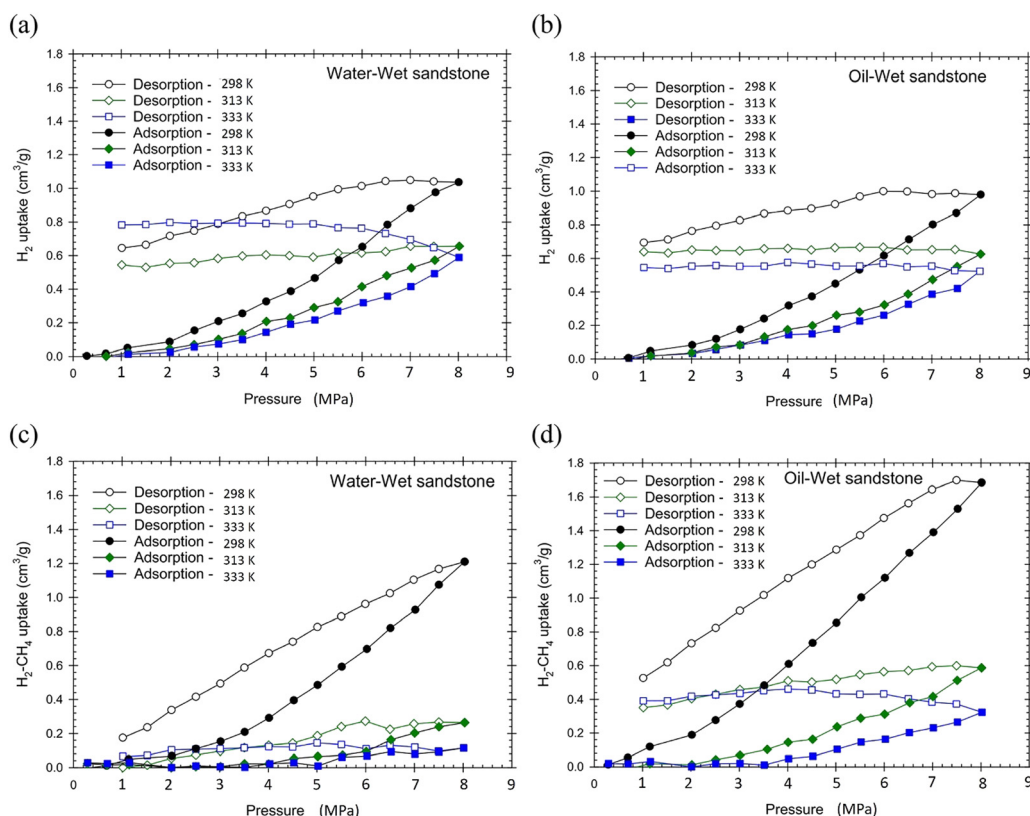 (a)
Water-Wet sandstone
Desorption - 298 K
Desorption - 313 K
Desorption - 333 K
Adsorption - 298 K
Adsorption - 313 K
Adsorption - 333 K
H₂ uptake (cm³/g)
1.8
1.6
1.4
1.2
1.0
0.8
0.6
0.4
0.2
0.0
0 1 2 3 4 5 6 7 8 9
Pressure (MPa)
(b)
Oil-Wet sandstone
Desorption - 298 K
Desorption - 313 K
Desorption - 333 K
Adsorption - 298 K
Adsorption - 313 K
Adsorption - 333 K
H₂ uptake (cm³/g)
1.8
1.6
1.4
1.2
1.0
0.8
0.6
0.4
0.2
0.0
0 1 2 3 4 5 6 7 8 9
Pressure (MPa)
(c)
Water-Wet sandstone
Desorption - 298 K
Desorption - 313 K
Desorption - 333 K
Adsorption - 298 K
Adsorption - 313 K
Adsorption - 333 K
H₂-CH₄ uptake (cm³/g)
1.8
1.6
1.4
1.2
1.0
0.8
0.6
0.4
0.2
0.0
0 1 2 3 4 5 6 7 8 9
Pressure (MPa)
(d)
Oil-Wet sandstone
Desorption - 298 K
Desorption - 313 K
Desorption - 333 K
Adsorption - 298 K
Adsorption - 313 K
Adsorption - 333 K
H₂-CH₄ uptake (cm³/g)
1.8
1.6
1.4
1.2
1.0
0.8
0.6
0.4
0.2
0.0
0 1 2 3 4 5 6 7 8 9
Pressure (MPa)